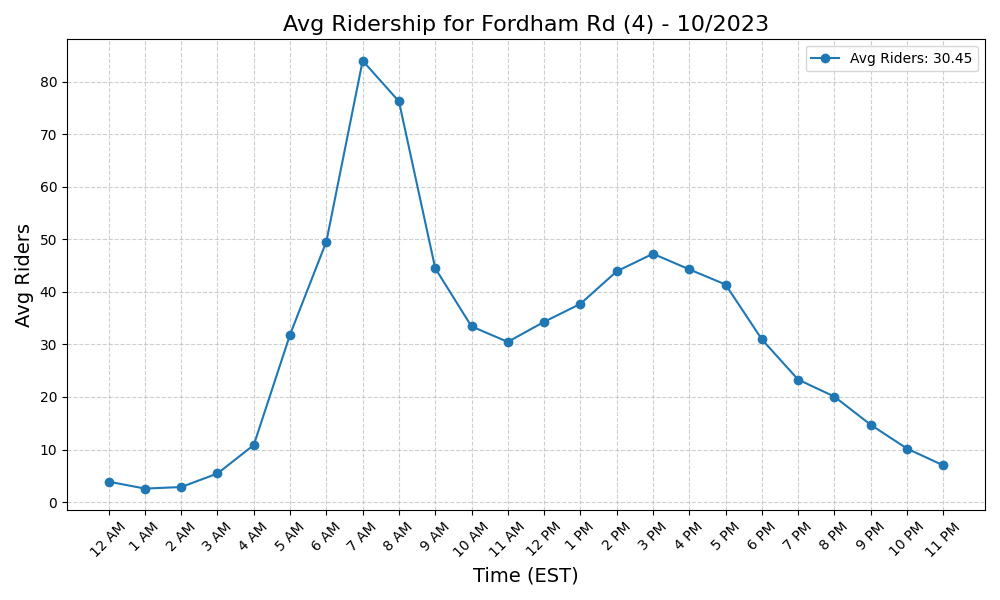 Avg Ridership for Fordham Rd (4) - 10/2023
Avg Riders: 30.45
Avg Riders
80
70
60
50
40
30
20
10
0
12 AM
1 AM
2 AM
3 AM
4 AM
5 AM
6 AM
7 AM
8 AM
9 AM
10 AM
11 AM
12 PM
1 PM
2 PM
3 PM
4 PM
5 PM
6 PM
7 PM
8 PM
9 PM
10 PM
11 PM
Time (EST)